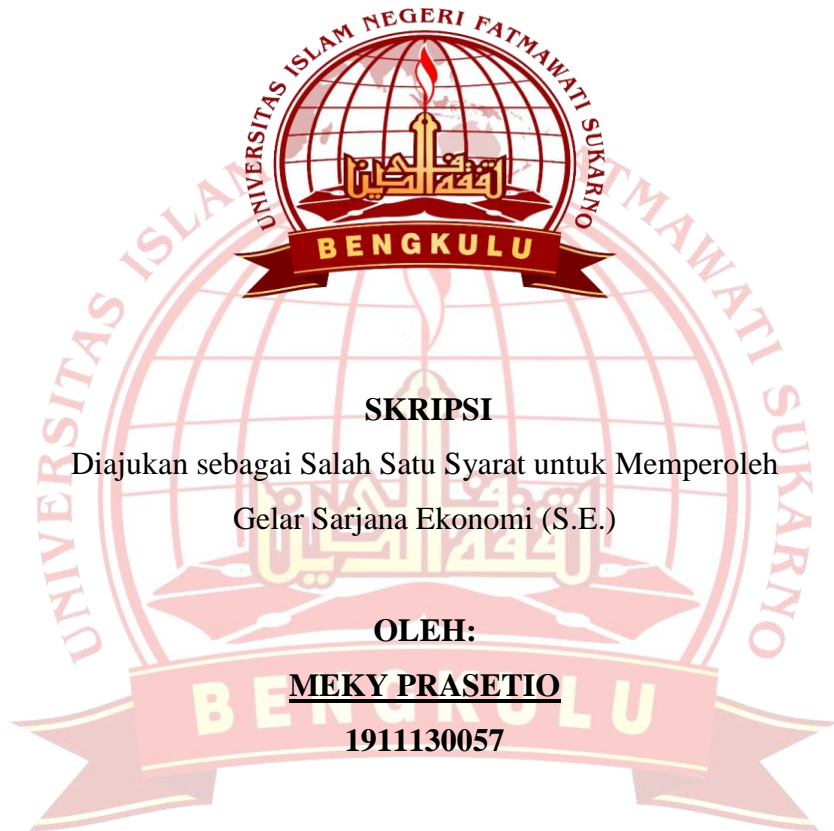 UNIVERSITAS ISLAM NEGERI FATMAWATI SUKARNO
BENGKULU
SKRIPSI
Diajukan sebagai Salah Satu Syarat untuk Memperoleh
Gelar Sarjana Ekonomi (S.E.)
OLEH:
MEKY PRASETIO
1911130057